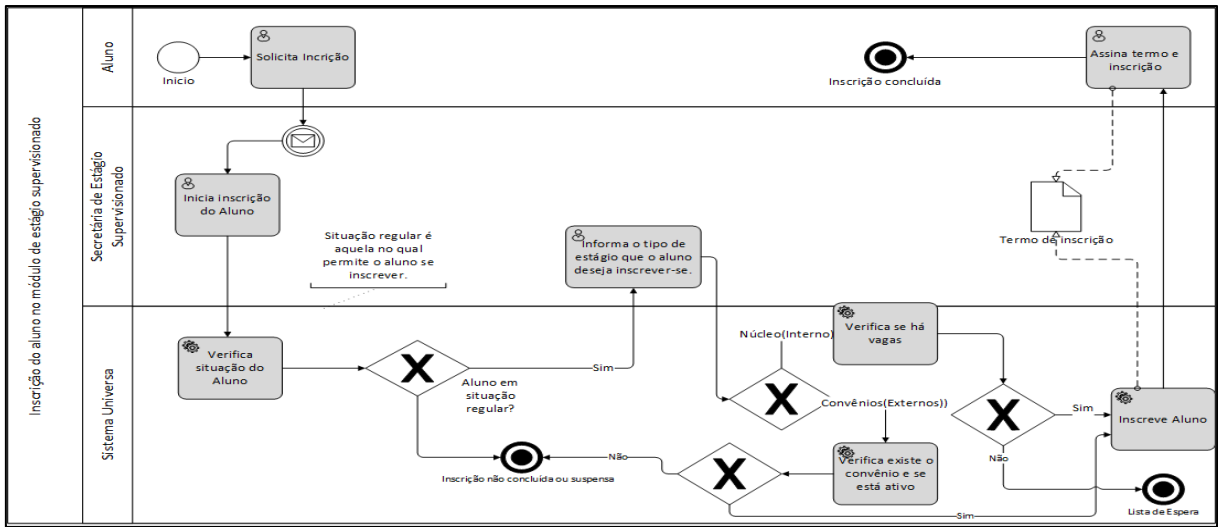 Inscrição do aluno no módulo de estágio supervisionado
Aluno
Inicio
Solicita Incrição
Inscrição concluída
Assina termo e
inscrição
Secretária de Estágio
Supervisionado
Inicia inscrição
do Aluno
Situação regular é
aquela no qual
permite o aluno se
inscrever.
Informa o tipo de
estágio que o aluno
deseja inscrever-se.
Termo de inscrição
Sistema Universa
Verifica
situação do
Aluno
Aluno em
situação
regular?
Sim
Núcleo(Interno)
Verifica se há
vagas
Convênios(Externos))
Verifica existe o
convênio e se
está ativo
Não
Inscrição não concluida ou suspensa
Sim
Sim
Inscreve Aluno
Não
Lista de Espera